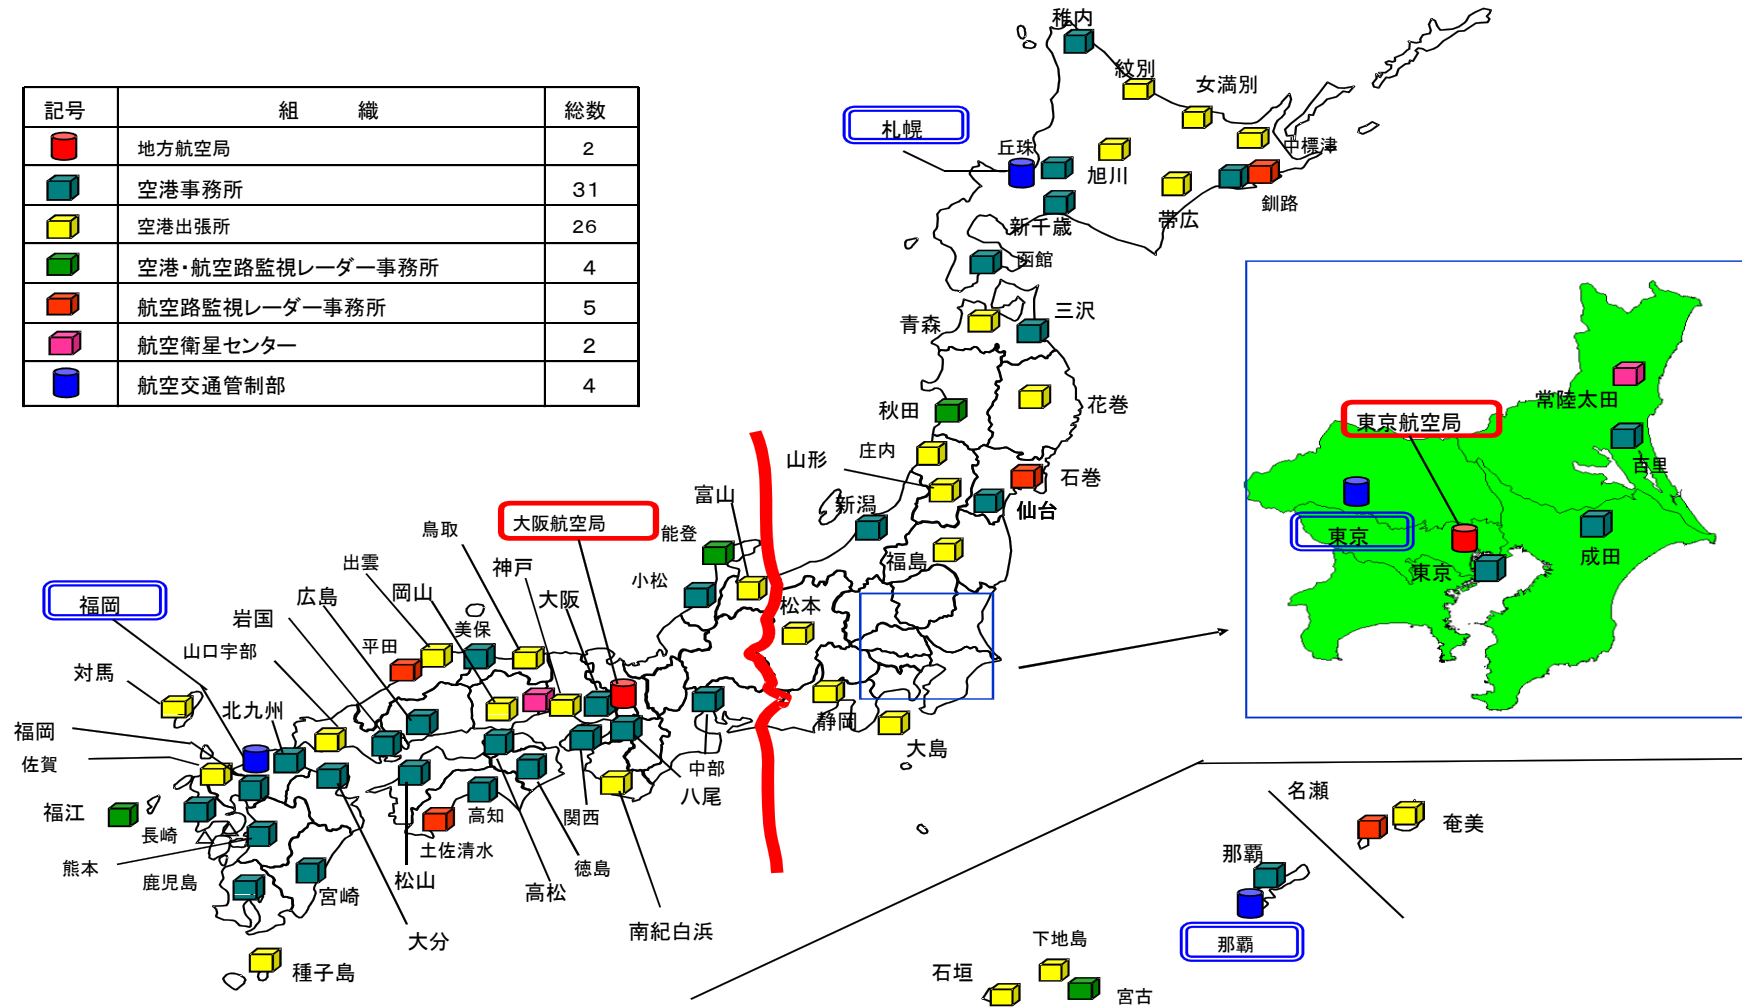 記号 組 織 総数
地方航空局 2
空港事務所 31
空港出張所 26
空港・航空路監視レーダー事務所 4
航空路監視レーダー事務所 5
航空衛星センター 2
航空交通管制部 4
稚内
紋別
女満別
札幌
丘珠
旭川
中標津
帯広
釧路
新千歳
函館
青森
三沢
秋田
花巻
庄内
山形
石巻
仙台
新潟
福島
富山
能登
小松
松本
静岡
大島
大阪航空局
鳥取
出雲
神戸
大阪
岡山
広島
美保
岩国
平田
山口宇部
福岡
対馬
北九州
福岡
佐賀
福江
長崎
熊本
鹿児島
宮崎
種子島
大分
松山
土佐清水
高知
高松
徳島
関西
中部
八尾
南紀白浜
東京航空局
常陸太田
百里
東京
東京
成田
名瀬
奄美
那覇
那覇
下地島
石垣
宮古